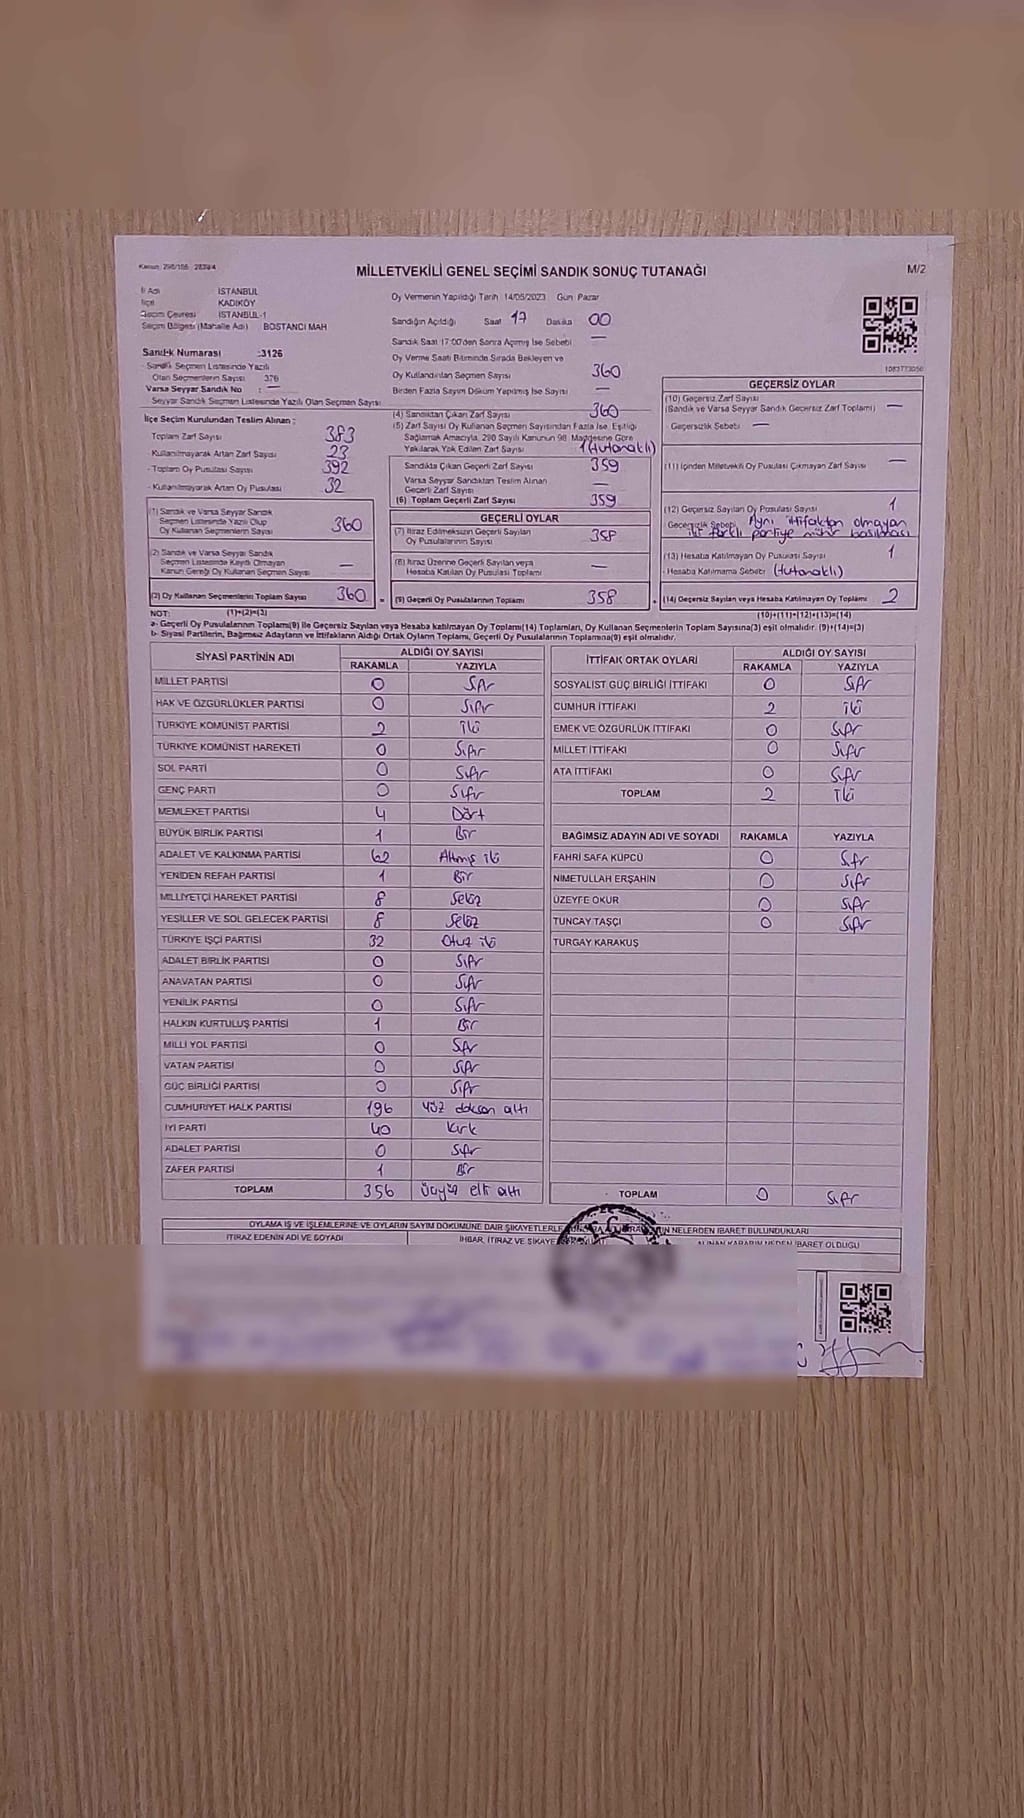 Kanun: 298/105 2839/4
MİLLETVEKİLİ GENEL SEÇİMİ SANDIK SONUÇ TUTANAĞI
M/2
İl Adı İSTANBUL
İlçe KADIKÖY
Seçim Çevresi İSTANBUL-1
Seçim Bölgesi (Mahalle Adı) BOSTANCI MAH
Sandık Numarası :3126
- Sandık Seçmen Listesinde Yazılı
Olan Seçmenlerin Sayısı 376
Varsa Seyyar Sandık No : —
Seyyar Sandık Seçmen Listesinde Yazılı Olan Seçmen Sayısı
Oy Vermenin Yapıldığı Tarih 14/05/2023 Gün Pazar
Sandığın Açıldığı Saat 17 Dakika 00
Sandık Saat 17:00'den Sonra Açılmış İse Sebebi —
Oy Verme Saati Bitiminde Sırada Bekleyen ve
Oy Kullandırılan Seçmen Sayısı 360
Birden Fazla Sayım Döküm Yapılmış İse Sayısı —
1083773056
İlçe Seçim Kurulundan Teslim Alınan :
Toplam Zarf Sayısı 383
- Kullanılmayarak Artan Zarf Sayısı 23
- Toplam Oy Pusulası Sayısı 392
- Kullanılmayarak Artan Oy Pusulası 32
(1) Sandık ve Varsa Seyyar Sandık
Seçmen Listesinde Yazılı Olup
Oy Kullanan Seçmenlerin Sayısı 360
(2) Sandık ve Varsa Seyyar Sandık
Seçmen Listesinde Kayıtlı Olmayan
Kanun Gereği Oy Kullanan Seçmen Sayısı —
(3) Oy Kullanan Seçmenlerin Toplam Sayısı 360 =
(1)+(2)=(3)
(4) Sandıktan Çıkan Zarf Sayısı 360
(5) Zarf Sayısı Oy Kullanan Seçmen Sayısından Fazla İse, Eşitliği
Sağlamak Amacıyla, 298 Sayılı Kanunun 98. Maddesine Göre
Yakılarak Yok Edilen Zarf Sayısı 1 (Tutanaklı)
Sandıkta Çıkan Geçerli Zarf Sayısı 359
Varsa Seyyar Sandıktan Teslim Alınan
Geçerli Zarf Sayısı —
(6) Toplam Geçerli Zarf Sayısı 359
GEÇERLİ OYLAR
(7) İtiraz Edilmeksizin Geçerli Sayılan
Oy Pusulalarının Sayısı 358
(8) İtiraz Üzerine Geçerli Sayılan veya
Hesaba Katılan Oy Pusulası Toplamı —
(9) Geçerli Oy Pusulalarının Toplamı 358 +
GEÇERSİZ OYLAR
(10) Geçersiz Zarf Sayısı
(Sandık ve Varsa Seyyar Sandık Geçersiz Zarf Toplamı) —
- Geçersizlik Sebebi —
(11) İçinden Milletvekili Oy Pusulası Çıkmayan Zarf Sayısı —
(12) Geçersiz Sayılan Oy Pusulası Sayısı 1
Geçersizlik Sebebi Aynı ittifaktan olmayan
iki farklı partiye mühür basılması
(13) Hesaba Katılmayan Oy Pusulası Sayısı 1
- Hesaba Katılmama Sebebi (Tutanaklı)
(14) Geçersiz Sayılan veya Hesaba Katılmayan Oy Toplamı 2
(10)+(11)+(12)+(13)=(14)
NOT:
a- Geçerli Oy Pusulalarının Toplamı(9) ile Geçersiz Sayılan veya Hesaba katılmayan Oy Toplamı(14) Toplamları, Oy Kullanan Seçmenlerin Toplam Sayısına(3) eşit olmalıdır. (9)+(14)=(3)
b- Siyasi Partilerin, Bağımsız Adayların ve İttifakların Aldığı Ortak Oyların Toplamı, Geçerli Oy Pusulalarının Toplamına(9) eşit olmalıdır.
SİYASİ PARTİNİN ADI ALDIĞI OY SAYISI
RAKAMLA YAZIYLA
MİLLET PARTİSİ 0 Sıfır
HAK VE ÖZGÜRLÜKLER PARTİSİ 0 Sıfır
TÜRKİYE KOMÜNİST PARTİSİ 2 İki
TÜRKİYE KOMÜNİST HAREKETİ 0 Sıfır
SOL PARTİ 0 Sıfır
GENÇ PARTİ 0 Sıfır
MEMLEKET PARTİSİ 4 Dört
BÜYÜK BİRLİK PARTİSİ 1 Bir
ADALET VE KALKINMA PARTİSİ 62 Altmış iki
YENİDEN REFAH PARTİSİ 1 Bir
MİLLİYETÇİ HAREKET PARTİSİ 8 Sekiz
YEŞİLLER VE SOL GELECEK PARTİSİ 8 Sekiz
TÜRKİYE İŞÇİ PARTİSİ 32 Otuz iki
ADALET BİRLİK PARTİSİ 0 Sıfır
ANAVATAN PARTİSİ 0 Sıfır
YENİLİK PARTİSİ 0 Sıfır
HALKIN KURTULUŞ PARTİSİ 1 Bir
MİLLİ YOL PARTİSİ 0 Sıfır
VATAN PARTİSİ 0 Sıfır
GÜÇ BİRLİĞİ PARTİSİ 0 Sıfır
CUMHURİYET HALK PARTİSİ 196 Yüz doksan altı
İYİ PARTİ 40 Kırk
ADALET PARTİSİ 0 Sıfır
ZAFER PARTİSİ 1 Bir
TOPLAM 356 Üçyüz elli altı
İTTİFAK ORTAK OYLARI ALDIĞI OY SAYISI
RAKAMLA YAZIYLA
SOSYALİST GÜÇ BİRLİĞİ İTTİFAKI 0 Sıfır
CUMHUR İTTİFAKI 2 İki
EMEK VE ÖZGÜRLÜK İTTİFAKI 0 Sıfır
MİLLET İTTİFAKI 0 Sıfır
ATA İTTİFAKI 0 Sıfır
TOPLAM 2 İki
BAĞIMSIZ ADAYIN ADI VE SOYADI RAKAMLA YAZIYLA
FAHRİ SAFA KÜPCÜ 0 Sıfır
NİMETULLAH ERŞAHİN 0 Sıfır
ÜZEYFE OKUR 0 Sıfır
TUNCAY TAŞÇI 0 Sıfır
TURGAY KARAKUŞ
TOPLAM 0 Sıfır
OYLAMA İŞ VE İŞLEMLERİNE VE OYLARIN SAYIM DÖKÜMÜNE DAİR ŞİKAYETLERLE NELERDEN İBARET BULUNDUKLARI
İTİRAZ EDENİN ADI VE SOYADI İHBAR, İTİRAZ VE ALINAN KARARIN NEDEN İBARET OLDUĞU